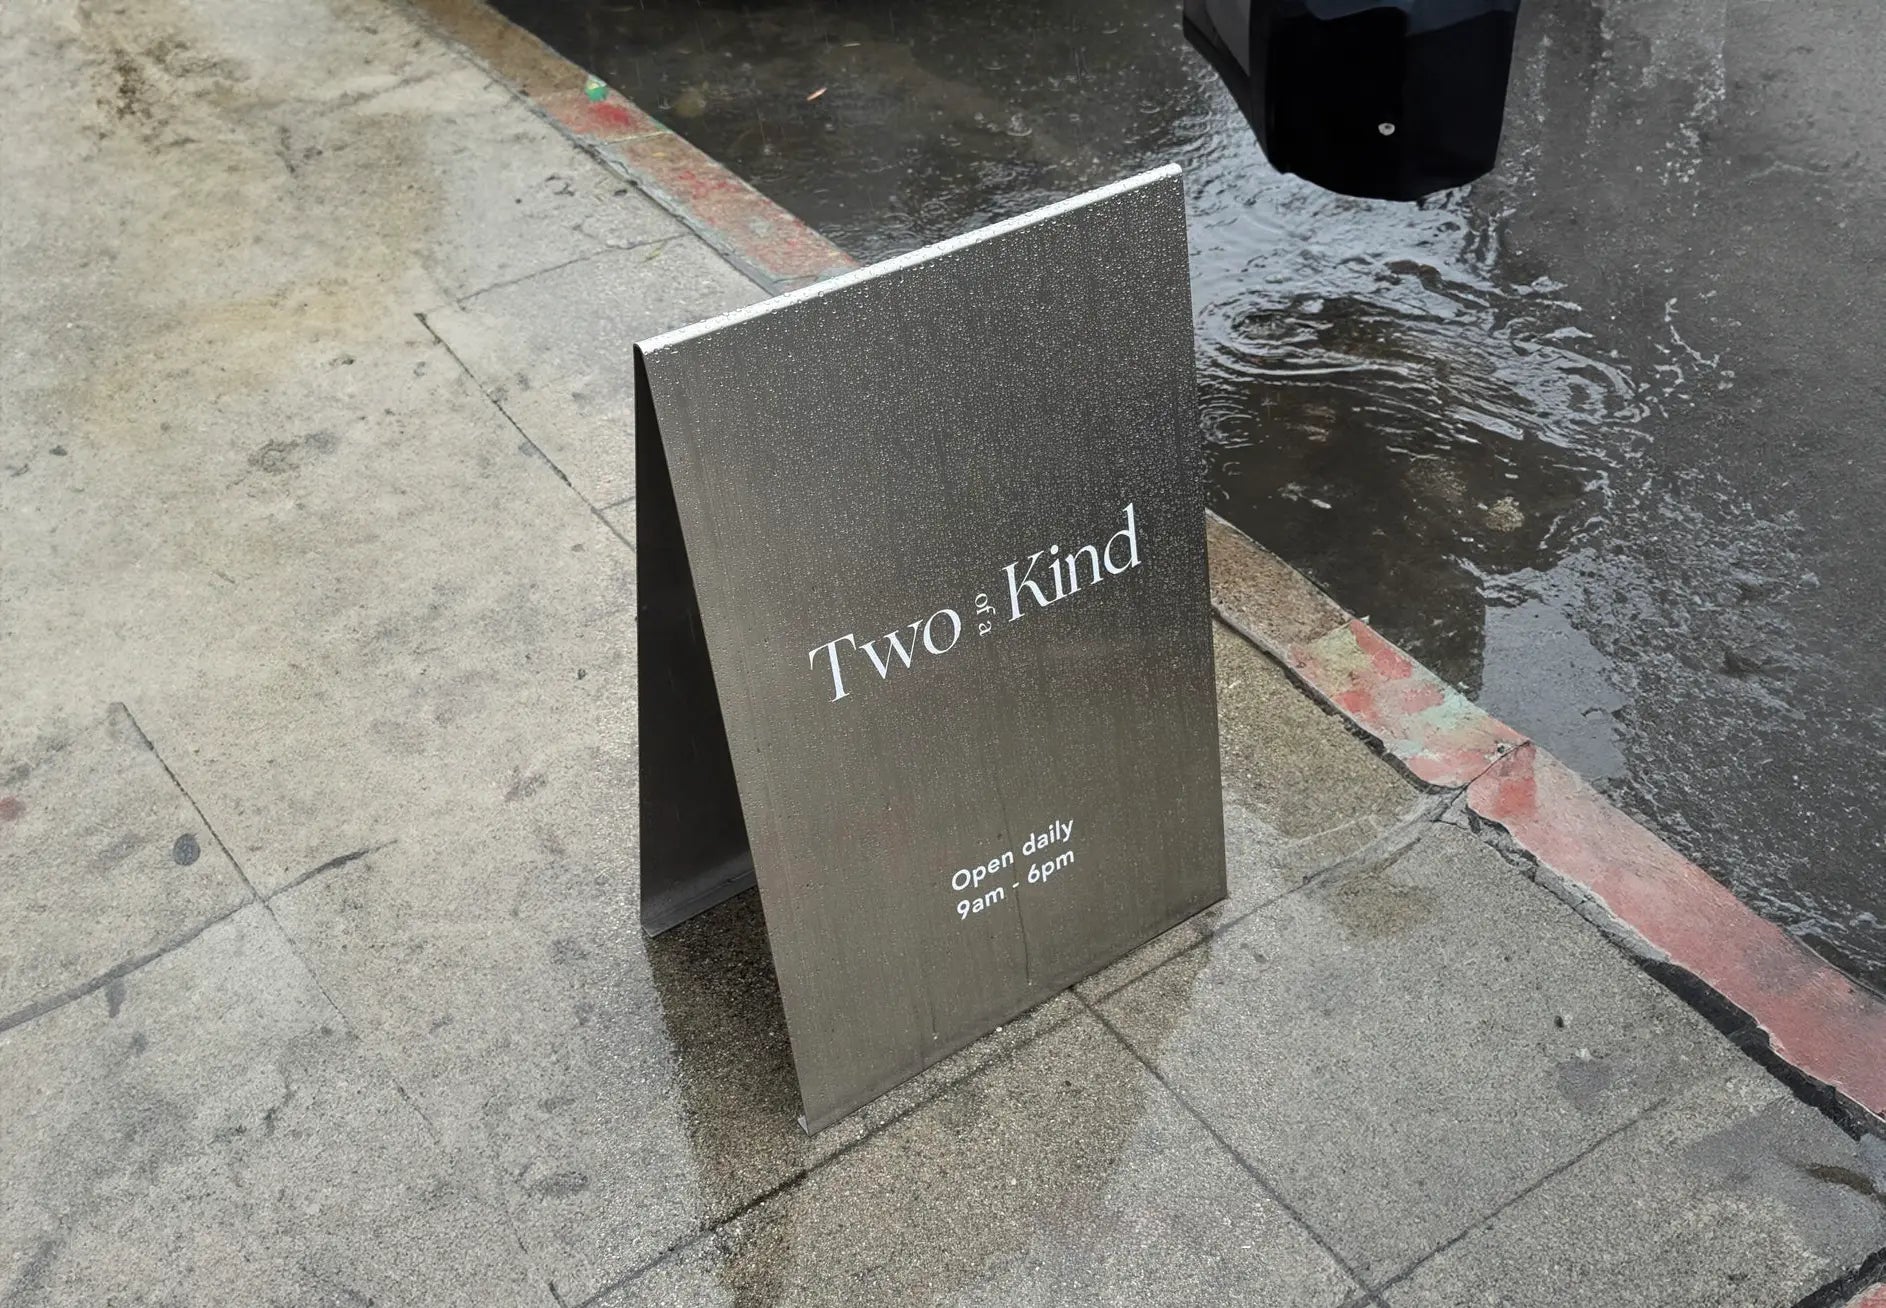 Two of a Kind
Open daily
9am - 6pm